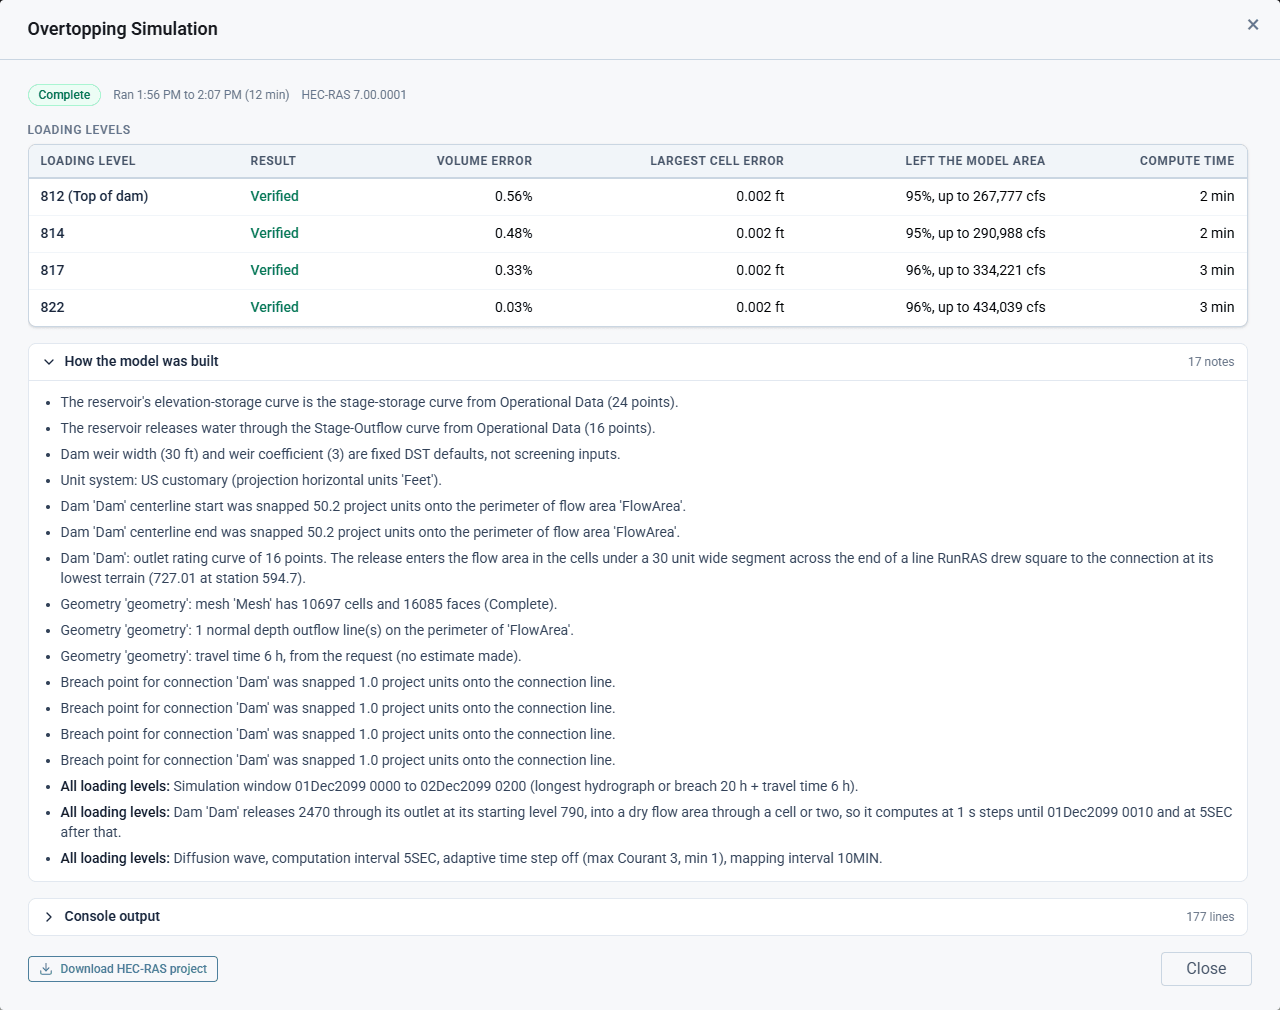 Overtopping Simulation
×
Complete Ran 1:56 PM to 2:07 PM (12 min) HEC-RAS 7.00.0001
LOADING LEVELS
LOADING LEVEL RESULT VOLUME ERROR LARGEST CELL ERROR LEFT THE MODEL AREA COMPUTE TIME
812 (Top of dam) Verified 0.56% 0.002 ft 95%, up to 267,777 cfs 2 min
814 Verified 0.48% 0.002 ft 95%, up to 290,988 cfs 2 min
817 Verified 0.33% 0.002 ft 96%, up to 334,221 cfs 3 min
822 Verified 0.03% 0.002 ft 96%, up to 434,039 cfs 3 min
How the model was built 17 notes
• The reservoir's elevation-storage curve is the stage-storage curve from Operational Data (24 points).
• The reservoir releases water through the Stage-Outflow curve from Operational Data (16 points).
• Dam weir width (30 ft) and weir coefficient (3) are fixed DST defaults, not screening inputs.
• Unit system: US customary (projection horizontal units 'Feet').
• Dam 'Dam' centerline start was snapped 50.2 project units onto the perimeter of flow area 'FlowArea'.
• Dam 'Dam' centerline end was snapped 50.2 project units onto the perimeter of flow area 'FlowArea'.
• Dam 'Dam': outlet rating curve of 16 points. The release enters the flow area in the cells under a 30 unit wide segment across the end of a line RunRAS drew square to the connection at its
lowest terrain (727.01 at station 594.7).
• Geometry 'geometry': mesh 'Mesh' has 10697 cells and 16085 faces (Complete).
• Geometry 'geometry': 1 normal depth outflow line(s) on the perimeter of 'FlowArea'.
• Geometry 'geometry': travel time 6 h, from the request (no estimate made).
• Breach point for connection 'Dam' was snapped 1.0 project units onto the connection line.
• Breach point for connection 'Dam' was snapped 1.0 project units onto the connection line.
• Breach point for connection 'Dam' was snapped 1.0 project units onto the connection line.
• Breach point for connection 'Dam' was snapped 1.0 project units onto the connection line.
• All loading levels: Simulation window 01Dec2099 0000 to 02Dec2099 0200 (longest hydrograph or breach 20 h + travel time 6 h).
• All loading levels: Dam 'Dam' releases 2470 through its outlet at its starting level 790, into a dry flow area through a cell or two, so it computes at 1 s steps until 01Dec2099 0010 and at 5SEC
after that.
• All loading levels: Diffusion wave, computation interval 5SEC, adaptive time step off (max Courant 3, min 1), mapping interval 10MIN.
Console output 177 lines
Download HEC-RAS project Close